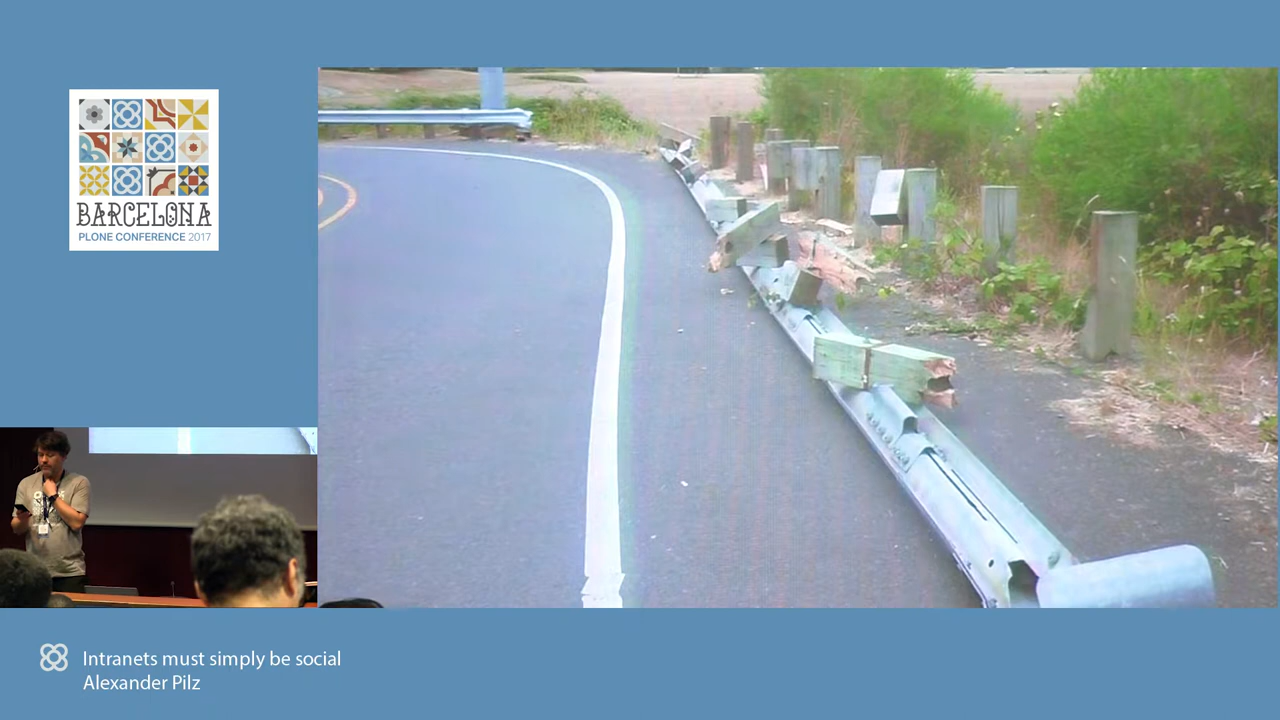 BARCELONA
PLONE CONFERENCE 2017
Intranets must simply be social
Alexander Pilz